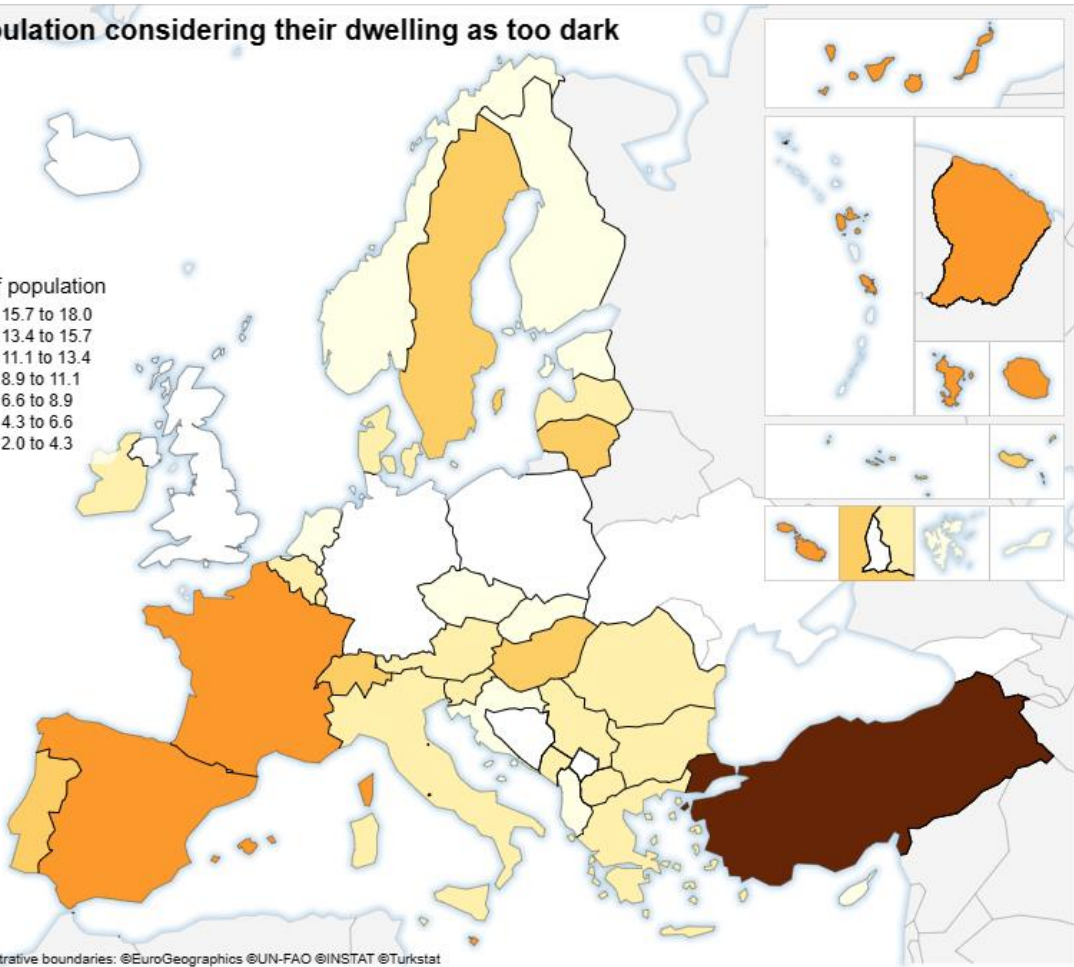 pulation considering their dwelling as too dark
f population
15.7 to 18.0
13.4 to 15.7
11.1 to 13.4
8.9 to 11.1
6.6 to 8.9
4.3 to 6.6
2.0 to 4.3
trative boundaries: ©EuroGeographics ©UN-FAO ©INSTAT ©Turkstat